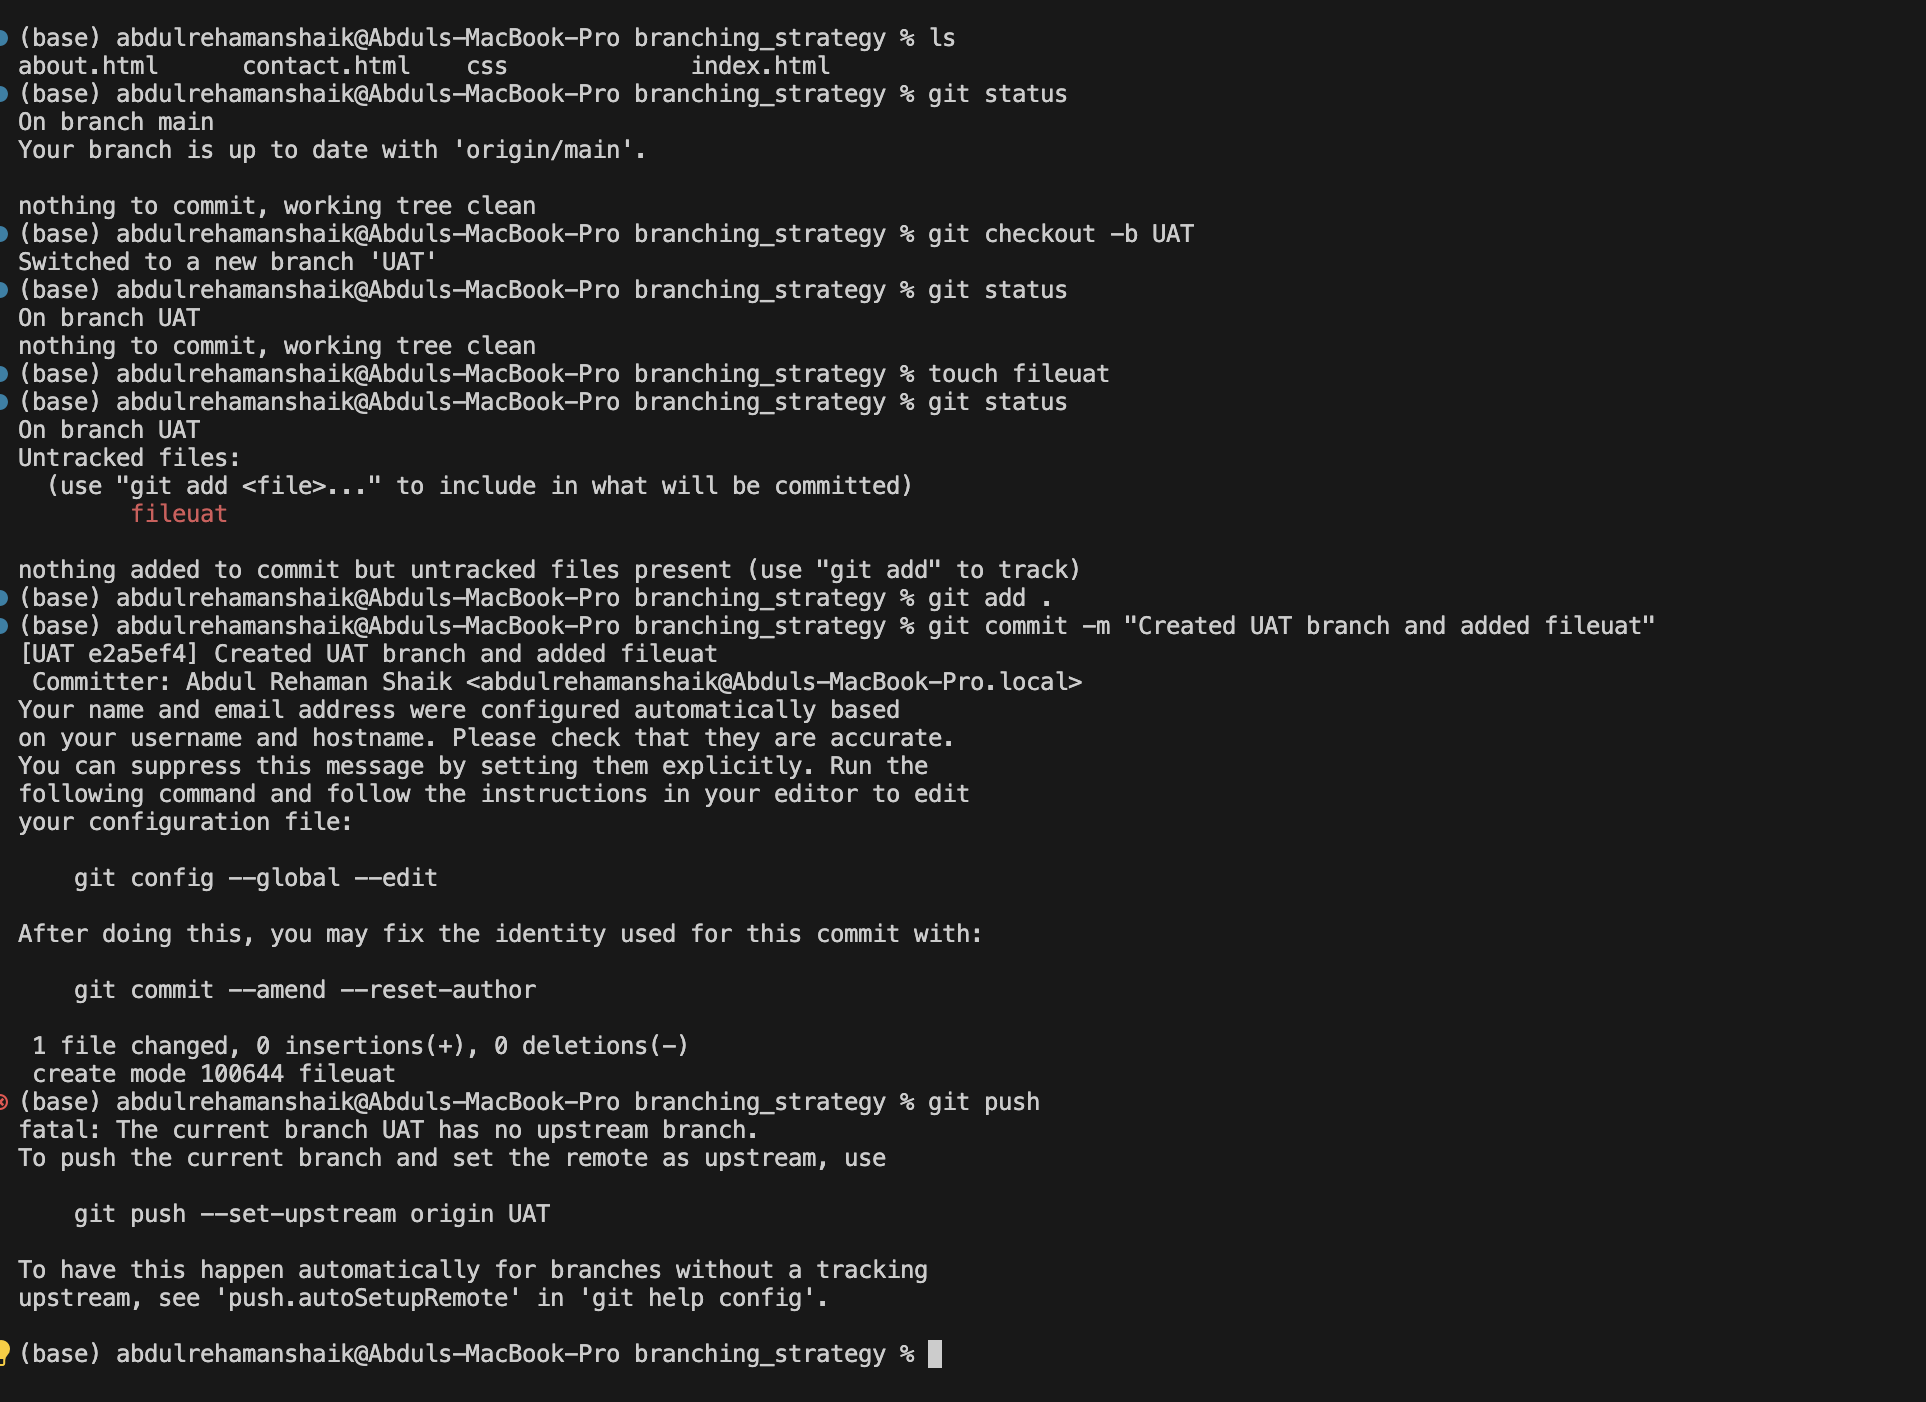 (base) abdulrehamanshaik@Abduls-MacBook-Pro branching_strategy % ls
about.html      contact.html    css             index.html
(base) abdulrehamanshaik@Abduls-MacBook-Pro branching_strategy % git status
On branch main
Your branch is up to date with 'origin/main'.

nothing to commit, working tree clean
(base) abdulrehamanshaik@Abduls-MacBook-Pro branching_strategy % git checkout -b UAT
Switched to a new branch 'UAT'
(base) abdulrehamanshaik@Abduls-MacBook-Pro branching_strategy % git status
On branch UAT
nothing to commit, working tree clean
(base) abdulrehamanshaik@Abduls-MacBook-Pro branching_strategy % touch fileuat
(base) abdulrehamanshaik@Abduls-MacBook-Pro branching_strategy % git status
On branch UAT
Untracked files:
  (use "git add <file>..." to include in what will be committed)
        fileuat

nothing added to commit but untracked files present (use "git add" to track)
(base) abdulrehamanshaik@Abduls-MacBook-Pro branching_strategy % git add .
(base) abdulrehamanshaik@Abduls-MacBook-Pro branching_strategy % git commit -m "Created UAT branch and added fileuat"
[UAT e2a5ef4] Created UAT branch and added fileuat
 Committer: Abdul Rehaman Shaik <abdulrehamanshaik@Abduls-MacBook-Pro.local>
Your name and email address were configured automatically based
on your username and hostname. Please check that they are accurate.
You can suppress this message by setting them explicitly. Run the
following command and follow the instructions in your editor to edit
your configuration file:

    git config --global --edit

After doing this, you may fix the identity used for this commit with:

    git commit --amend --reset-author

 1 file changed, 0 insertions(+), 0 deletions(-)
 create mode 100644 fileuat
(base) abdulrehamanshaik@Abduls-MacBook-Pro branching_strategy % git push
fatal: The current branch UAT has no upstream branch.
To push the current branch and set the remote as upstream, use

    git push --set-upstream origin UAT

To have this happen automatically for branches without a tracking
upstream, see 'push.autoSetupRemote' in 'git help config'.

(base) abdulrehamanshaik@Abduls-MacBook-Pro branching_strategy %